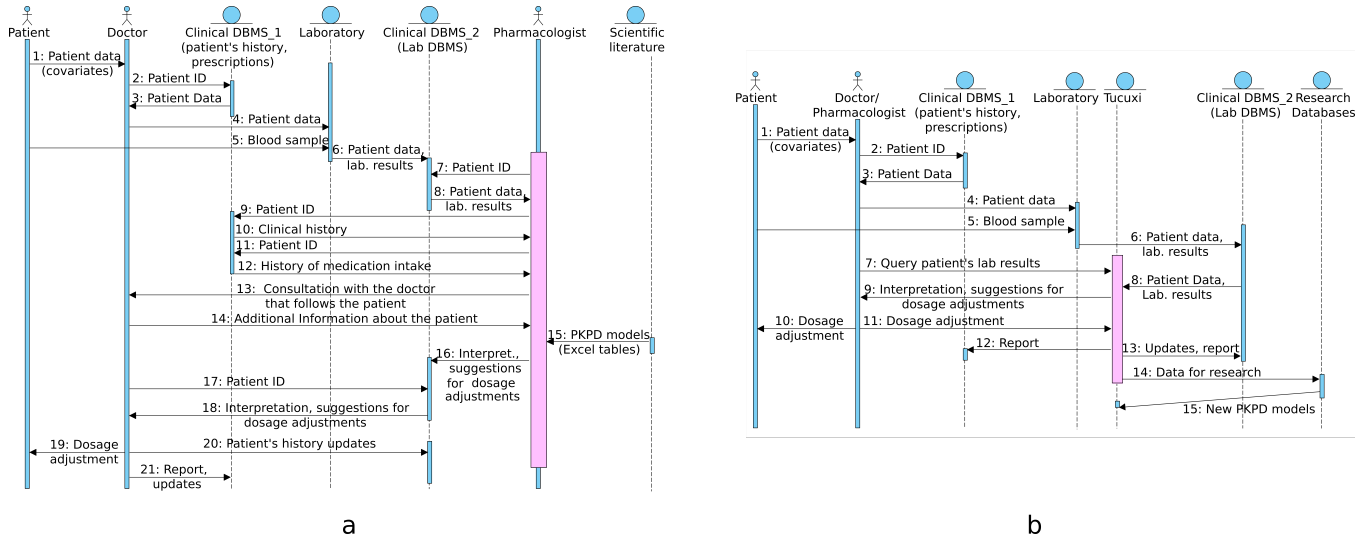 Patient
Doctor
Clinical DBMS_1
(patient's history,
prescriptions)
Laboratory
Clinical DBMS_2
(Lab DBMS)
Pharmacologist
Scientific
literature
1: Patient data
(covariates)
2: Patient ID
3: Patient Data
4: Patient data
5: Blood sample
6: Patient data,
lab. results
7: Patient ID
8: Patient data,
lab. results
9: Patient ID
10: Clinical history
11: Patient ID
12: History of medication intake
13: Consultation with the doctor
that follows the patient
14: Additional Information about the patient
15: PKPD models
(Excel tables)
16: Interpret.,
suggestions
for dosage
adjustments
17: Patient ID
18: Interpretation, suggestions for
dosage adjustments
19: Dosage
adjustment
20: Patient's history updates
21: Report,
updates
a
Patient
Doctor/
Pharmacologist
Clinical DBMS_1
(patient's history,
prescriptions)
Laboratory
Tucuxi
Clinical DBMS_2
(Lab DBMS)
Research
Databases
1: Patient data
(covariates)
2: Patient ID
3: Patient Data
4: Patient data
5: Blood sample
6: Patient data,
lab. results
7: Query patient's lab results
8: Patient Data,
Lab. results
9: Interpretation, suggestions for
dosage adjustments
10: Dosage
adjustment
11: Dosage adjustment
12: Report
13: Updates, report
14: Data for research
15: New PKPD models
b